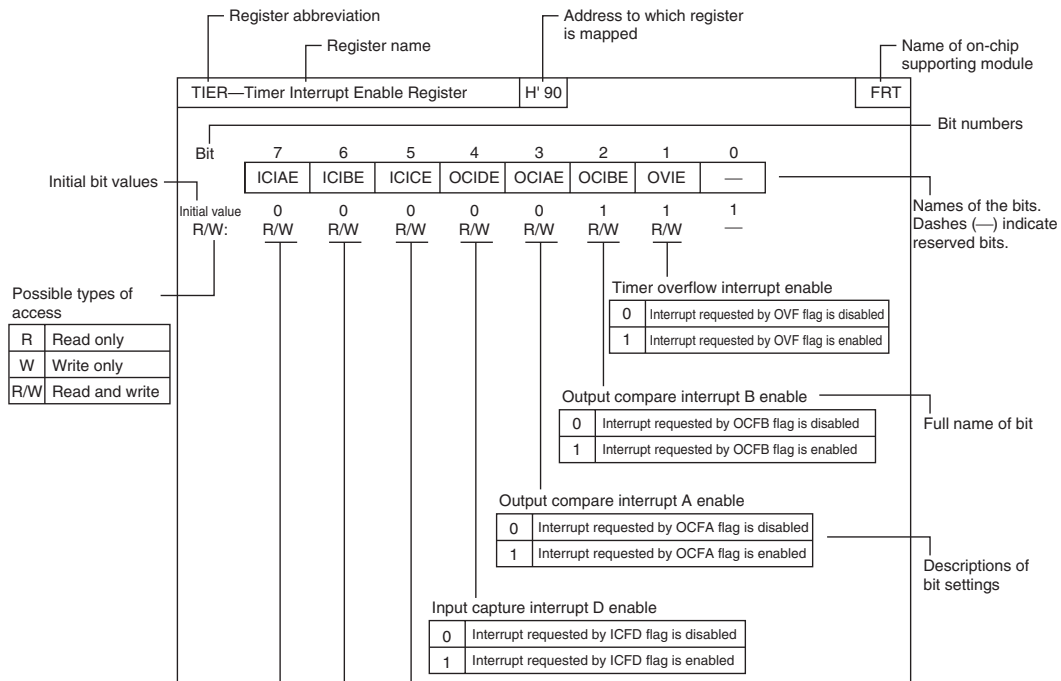 Register abbreviation
Register name
Address to which register
is mapped
Name of on-chip
supporting module
TIER—Timer Interrupt Enable Register H' 90 FRT
Bit numbers
Bit 7 6 5 4 3 2 1 0
ICIAE ICIBE ICICE OCIDE OCIAE OCIBE OVIE —
Initial bit values
Initial value 0 0 0 0 0 1 1 1
R/W: R/W R/W R/W R/W R/W R/W R/W —
Names of the bits.
Dashes (—) indicate
reserved bits.
Possible types of
access
R Read only
W Write only
R/W Read and write
Timer overflow interrupt enable
0 Interrupt requested by OVF flag is disabled
1 Interrupt requested by OVF flag is enabled
Output compare interrupt B enable
0 Interrupt requested by OCFB flag is disabled
1 Interrupt requested by OCFB flag is enabled
Full name of bit
Output compare interrupt A enable
0 Interrupt requested by OCFA flag is disabled
1 Interrupt requested by OCFA flag is enabled
Descriptions of
bit settings
Input capture interrupt D enable
0 Interrupt requested by ICFD flag is disabled
1 Interrupt requested by ICFD flag is enabled